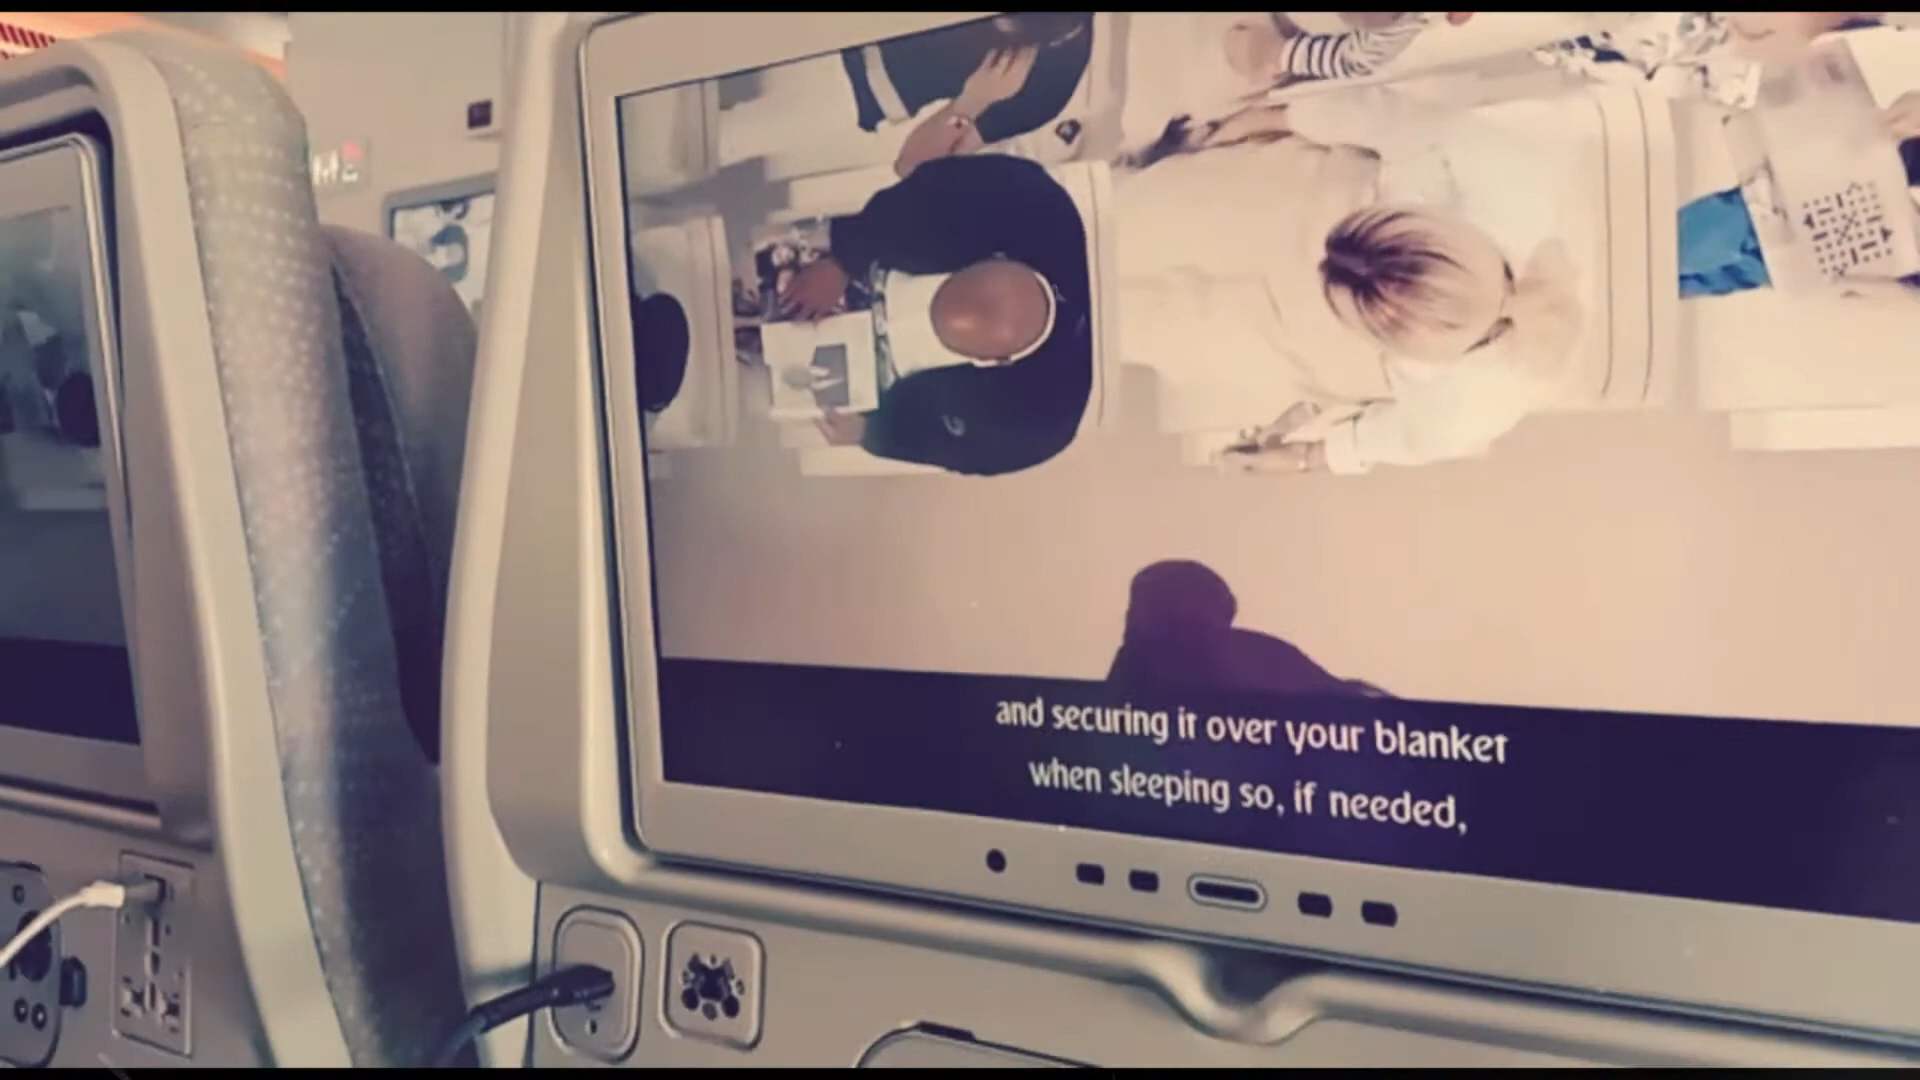 and securing it over your blanket
when sleeping so, if needed,